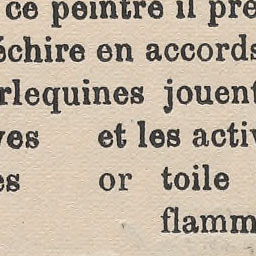 ce peintre il pre
échire en accords
rlequines jouent
ves et les activ
es or toile
flamm